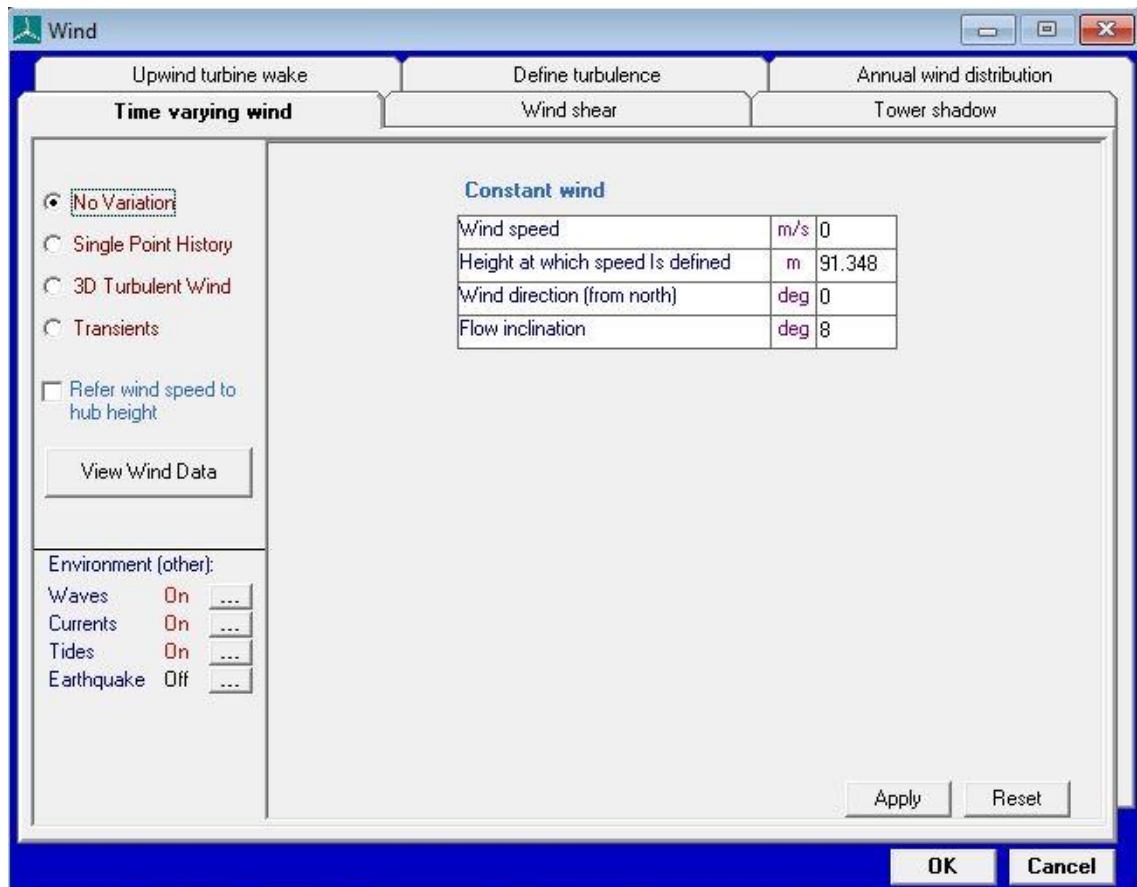 Wind
Upwind turbine wake Define turbulence Annual wind distribution
Time varying wind Wind shear Tower shadow
No Variation
Single Point History
3D Turbulent Wind
Transients
Refer wind speed to
hub height
View Wind Data
Constant wind
Wind speed m/s 0
Height at which speed Is defined m 91.348
Wind direction (from north) deg 0
Flow inclination deg 8
Environment (other):
Waves On ...
Currents On ...
Tides On ...
Earthquake Off ...
Apply Reset
OK Cancel